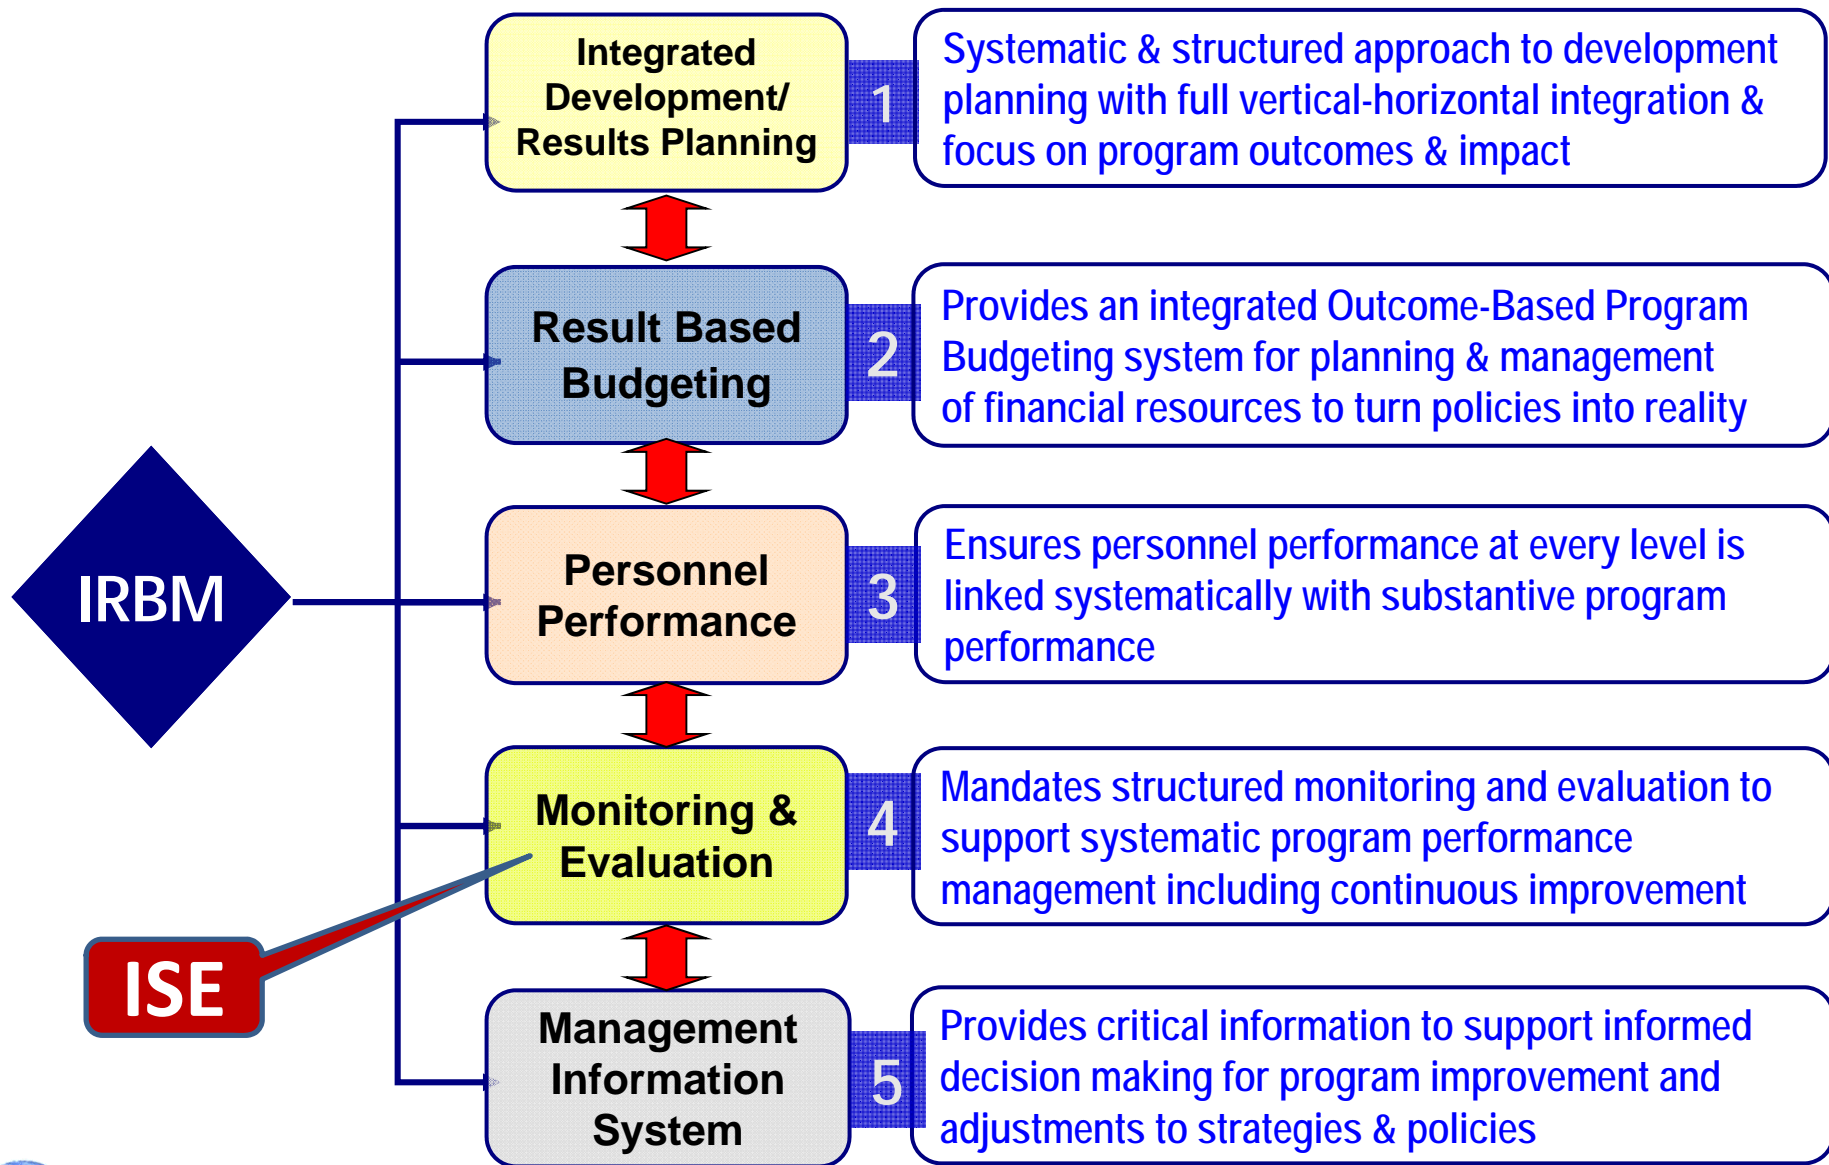 Integrated
Development/
Results Planning
1
Systematic & structured approach to development
planning with full vertical-horizontal integration &
focus on program outcomes & impact
Result Based
Budgeting
2
Provides an integrated Outcome-Based Program
Budgeting system for planning & management
of financial resources to turn policies into reality
IRBM
Personnel
Performance
3
Ensures personnel performance at every level is
linked systematically with substantive program
performance
Monitoring &
Evaluation
4
Mandates structured monitoring and evaluation to
support systematic program performance
management including continuous improvement
ISE
Management
Information
System
5
Provides critical information to support informed
decision making for program improvement and
adjustments to strategies & policies